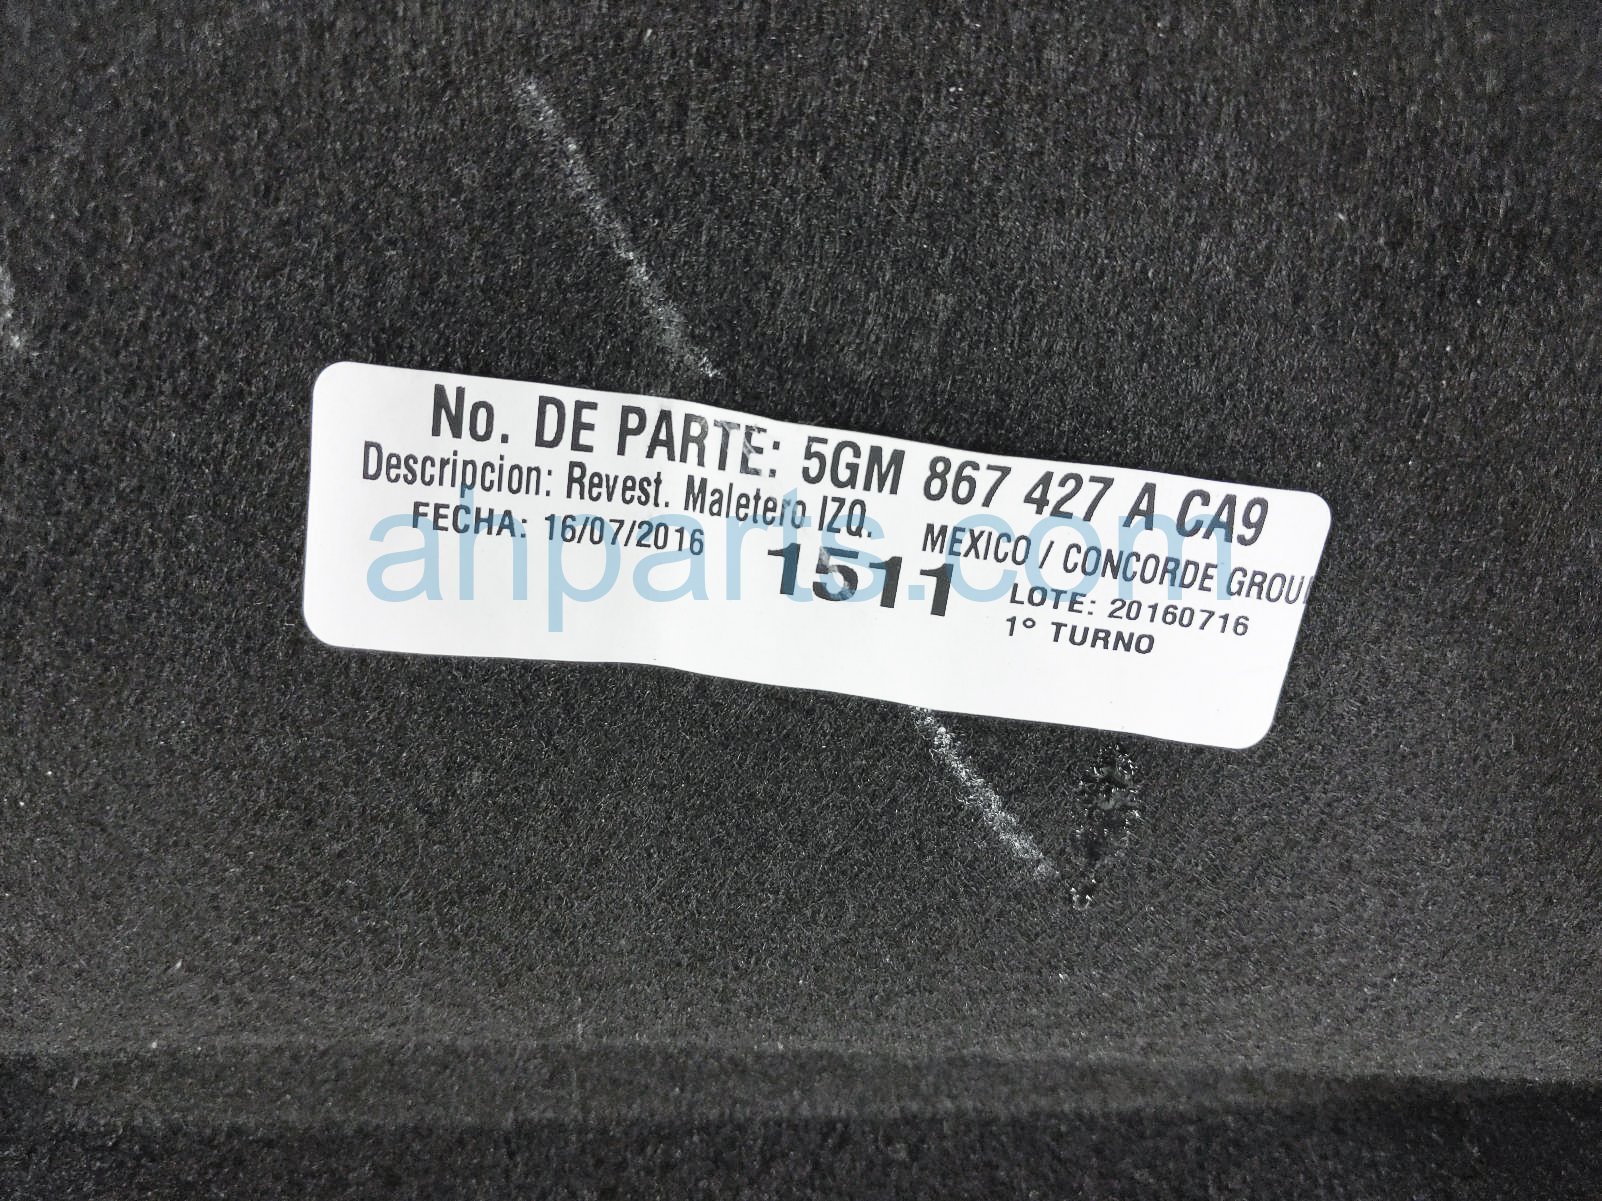 No. DE PARTE: 5GM 867 427 A CA9
Descripcion: Revest. Maletero IZQ.
MEXICO / CONCORDE GROU
FECHA: 16/07/2016
1511
LOTE: 20160716
1° TURNO
ahparts.com